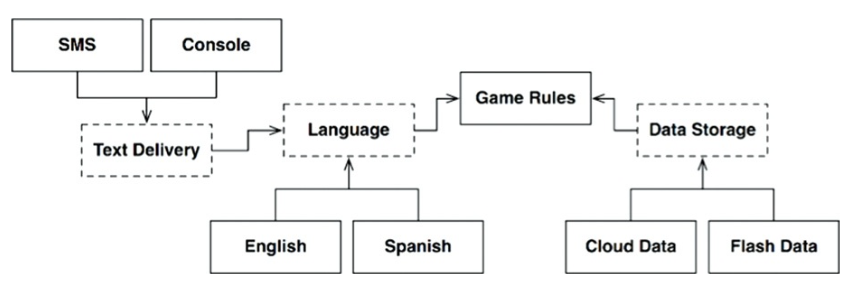 SMS
Console
Game Rules
Text Delivery
Language
Data Storage
English
Spanish
Cloud Data
Flash Data